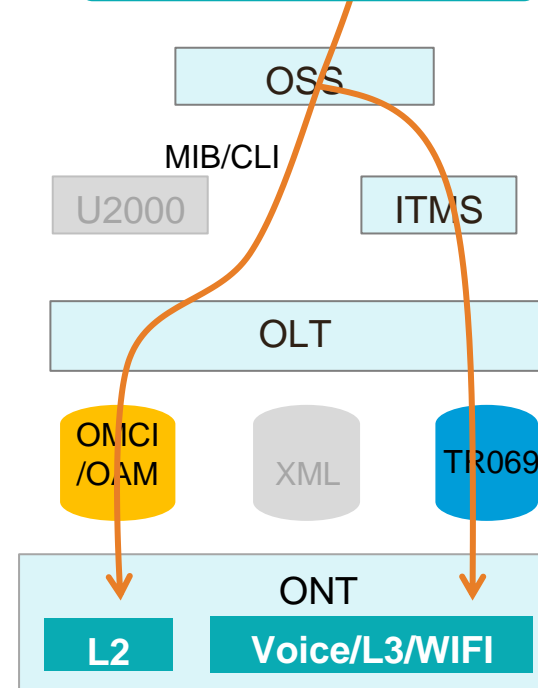 OSS
MIB/CLI
U2000
ITMS
OLT
OMCI
/OAM
XML
TR069
ONT
L2
Voice/L3/WIFI